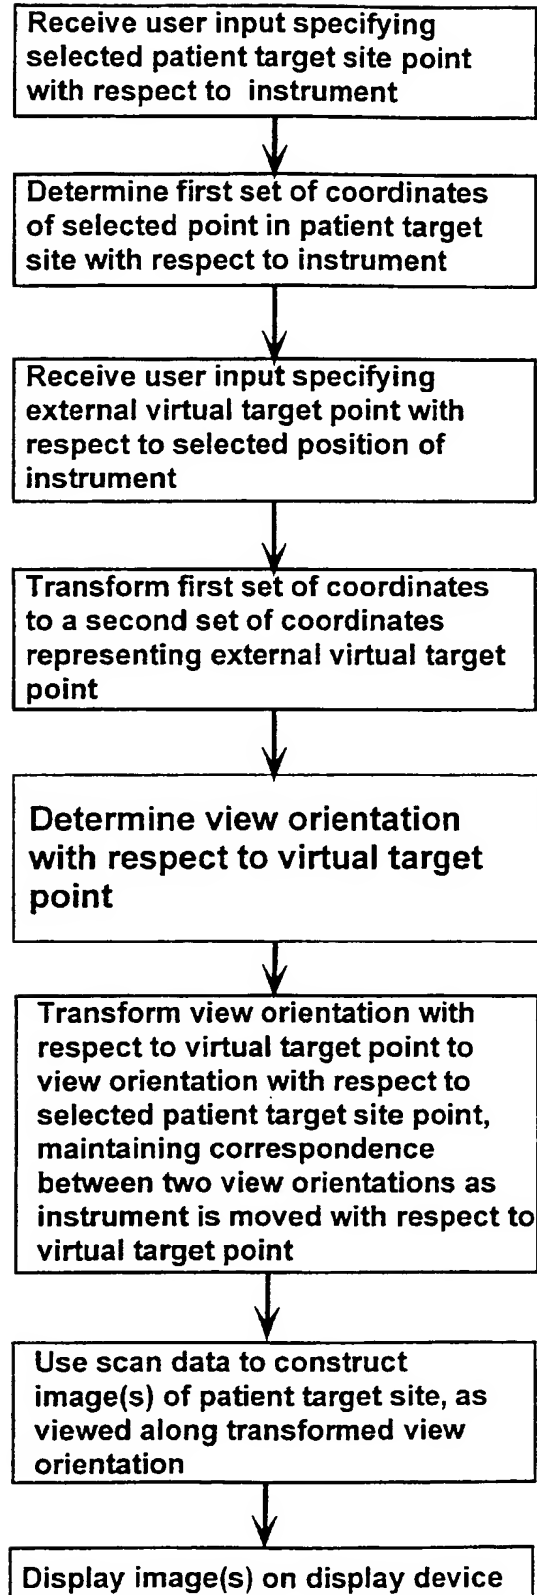 Receive user input specifying
selected patient target site point
with respect to instrument
Determine first set of coordinates
of selected point in patient target
site with respect to instrument
Receive user input specifying
external virtual target point with
respect to selected position of
instrument
Transform first set of coordinates
to a second set of coordinates
representing external virtual target
point
Determine view orientation
with respect to virtual target
point
Transform view orientation with
respect to virtual target point to
view orientation with respect to
selected patient target site point,
maintaining correspondence
between two view orientations as
instrument is moved with respect to
virtual target point
Use scan data to construct
image(s) of patient target site, as
viewed along transformed view
orientation
Display image(s) on display device